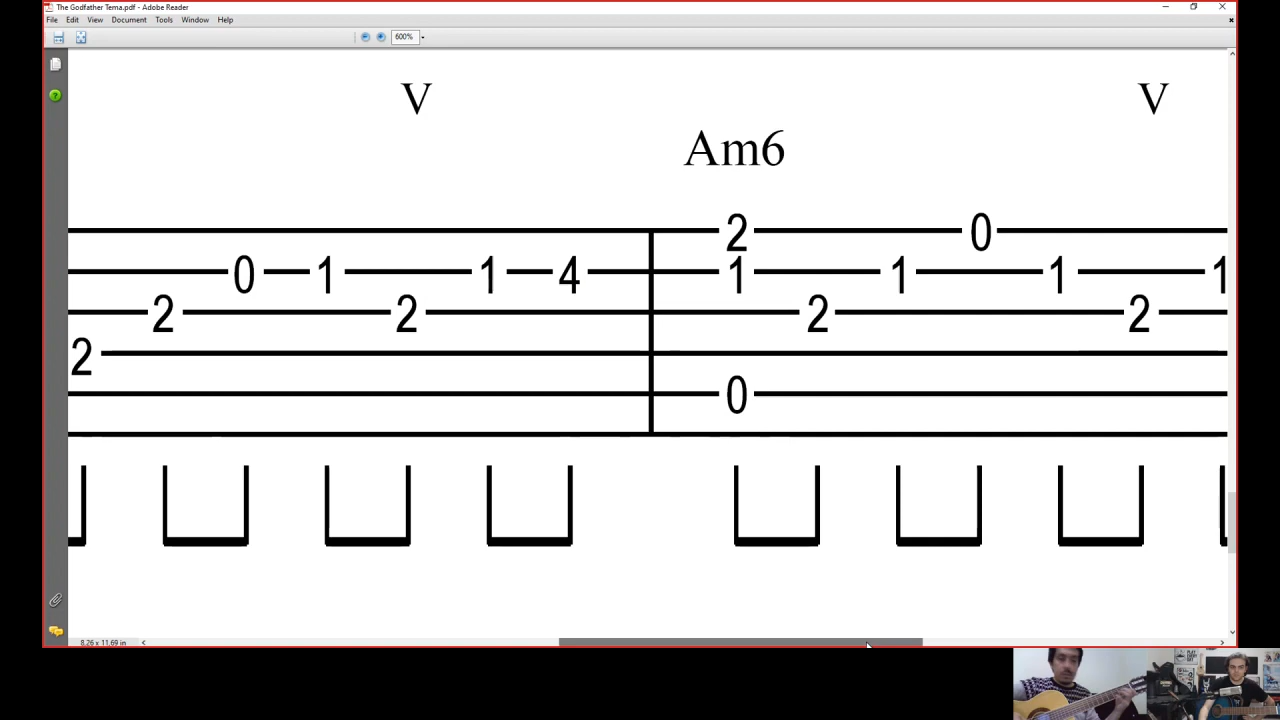 The Godfather Tema.pdf - Adobe Reader
File Edit View Document Tools Window Help
600%
V V
Am6
2 0
0 1 1 4 1 1 1 1
2 2 2 2
2
0
8,26 x 11,69 in